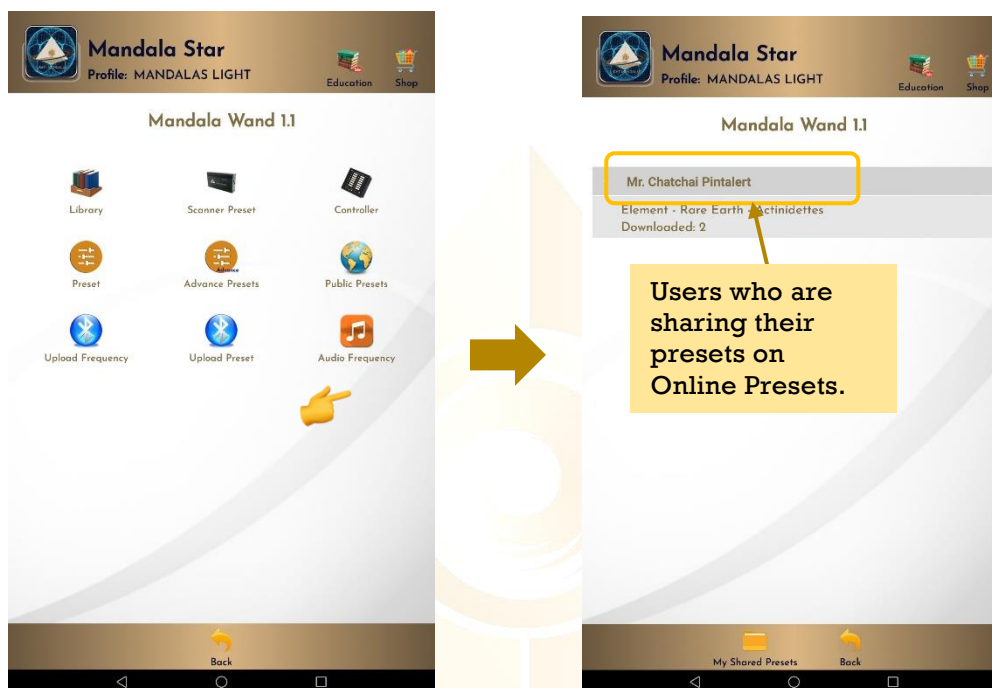 Mandala Star
Profile: MANDALAS LIGHT
Education
Shop
Mandala Wand 1.1
Library
Scanner Preset
Controller
Preset
Advance
Advance Presets
Public Presets
Upload Frequency
Upload Preset
Audio Frequency
Back
Mandala Star
Profile: MANDALAS LIGHT
Education
Shop
Mandala Wand 1.1
Mr. Chatchai Pintalert
Element - Rare Earth - Actinidettes
Downloaded: 2
Users who are
sharing their
presets on
Online Presets.
My Shared Presets
Back